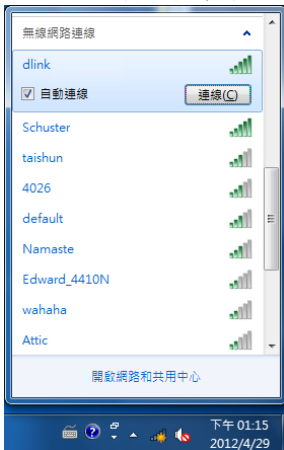 無線網路連線
dlink
自動連線
連線(C)
Schuster
taishun
4026
default
Namaste
Edward_4410N
wahaha
Attic
開啟網路和共用中心
下午 01:15
2012/4/29